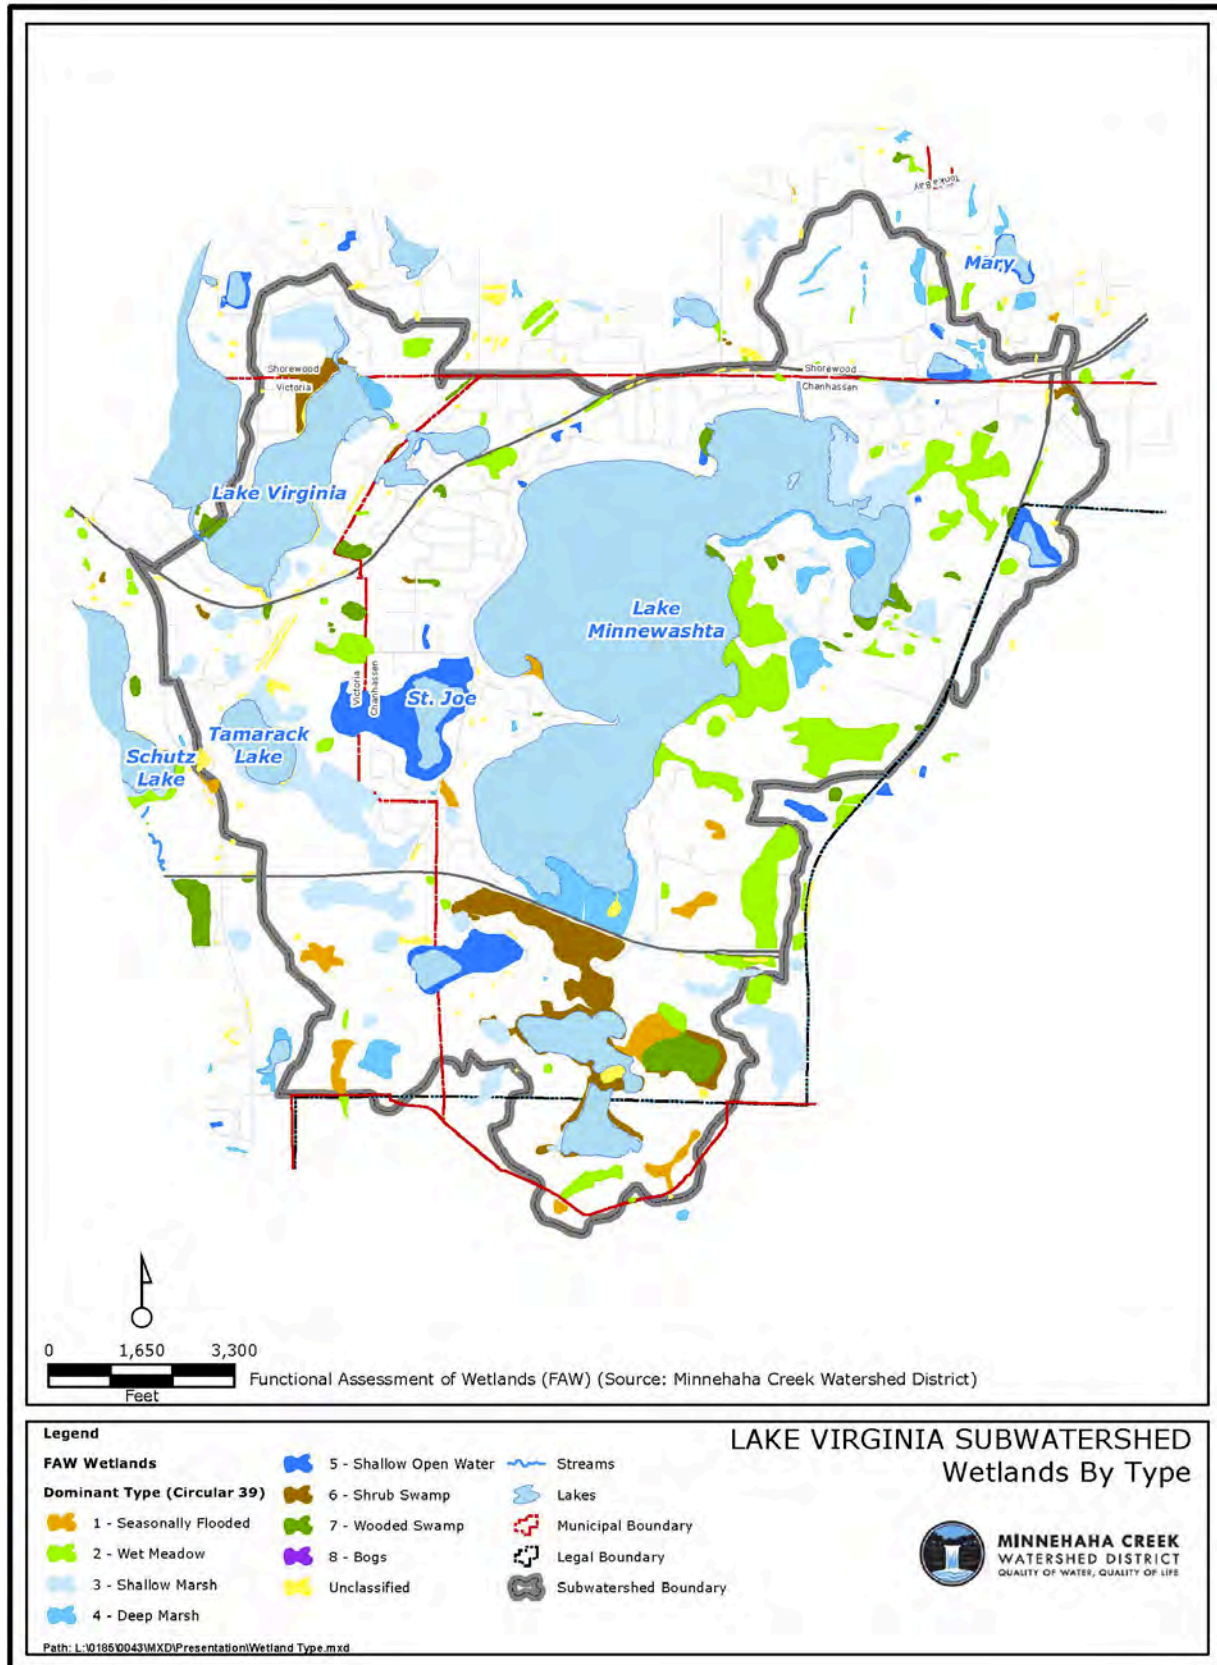 Tonka Bay
Mary
Shorewood
Victoria
Shorewood
Chanhassen
Lake Virginia
Lake
Minnewashta
Victoria
Chanhassen
St. Joe
Tamarack
Lake
Schutz
Lake
0 1,650 3,300
Feet
Functional Assessment of Wetlands (FAW) (Source: Minnehaha Creek Watershed District)
LAKE VIRGINIA SUBWATERSHED
Wetlands By Type
Legend
FAW Wetlands
Dominant Type (Circular 39)
1 - Seasonally Flooded
2 - Wet Meadow
3 - Shallow Marsh
4 - Deep Marsh
5 - Shallow Open Water
6 - Shrub Swamp
7 - Wooded Swamp
8 - Bogs
Unclassified
Streams
Lakes
Municipal Boundary
Legal Boundary
Subwatershed Boundary
MINNEHAHA CREEK
WATERSHED DISTRICT
QUALITY OF WATER, QUALITY OF LIFE
Path: L:\0185\0043\MXD\Presentation\Wetland Type.mxd